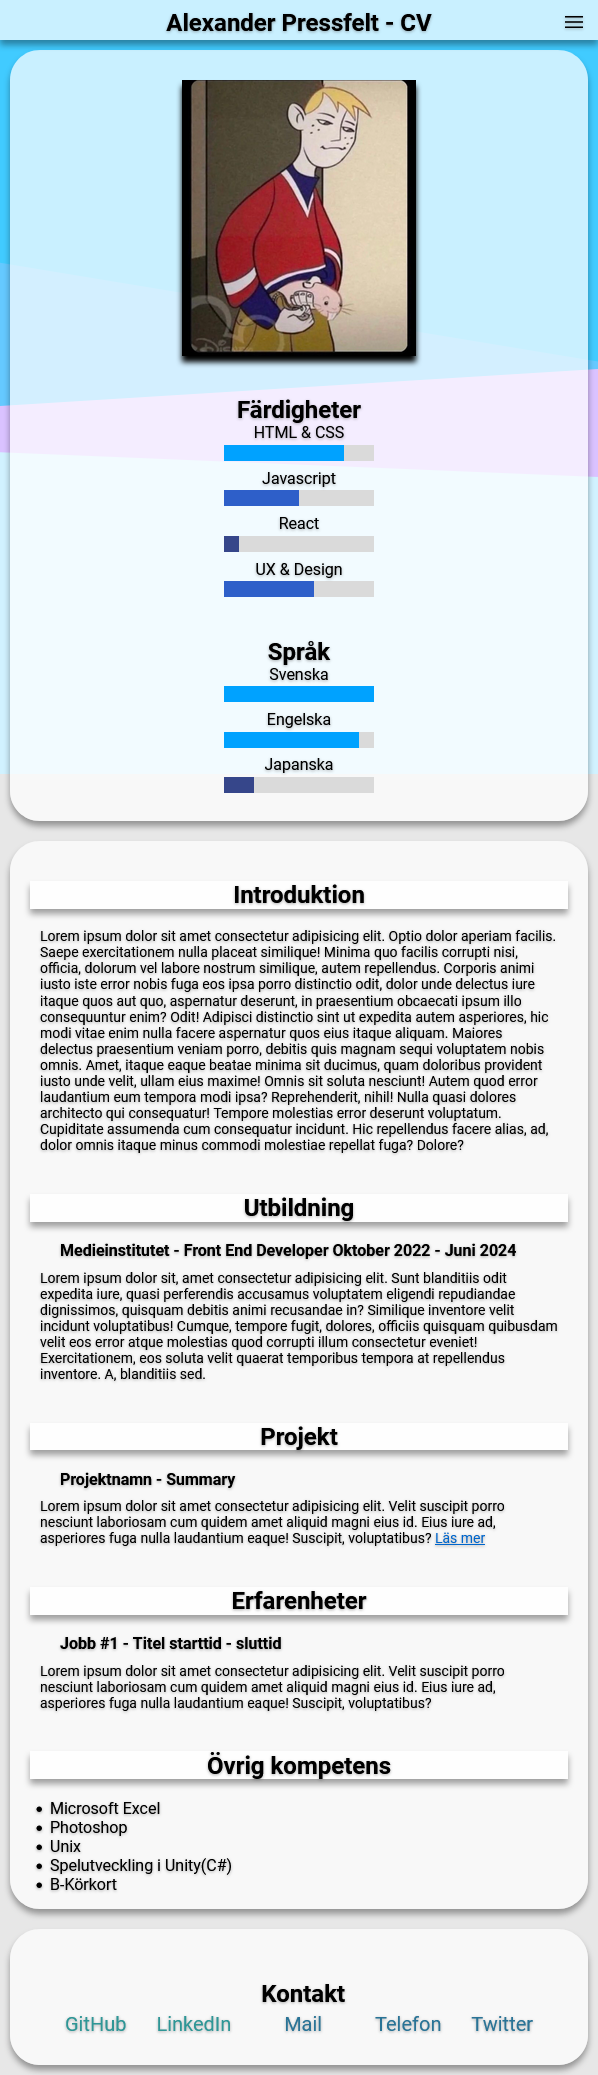 Alexander Pressfelt - CV
Färdigheter
HTML & CSS
Javascript
React
UX & Design
Språk
Svenska
Engelska
Japanska
Introduktion
Lorem ipsum dolor sit amet consectetur adipisicing elit. Optio dolor aperiam facilis.
Saepe exercitationem nulla placeat similique! Minima quo facilis corrupti nisi,
officia, dolorum vel labore nostrum similique, autem repellendus. Corporis animi
iusto iste error nobis fuga eos ipsa porro distinctio odit, dolor unde delectus iure
itaque quos aut quo, aspernatur deserunt, in praesentium obcaecati ipsum illo
consequuntur enim? Odit! Adipisci distinctio sint ut expedita autem asperiores, hic
modi vitae enim nulla facere aspernatur quos eius itaque aliquam. Maiores
delectus praesentium veniam porro, debitis quis magnam sequi voluptatem nobis
omnis. Amet, itaque eaque beatae minima sit ducimus, quam doloribus provident
iusto unde velit, ullam eius maxime! Omnis sit soluta nesciunt! Autem quod error
laudantium eum tempora modi ipsa? Reprehenderit, nihil! Nulla quasi dolores
architecto qui consequatur! Tempore molestias error deserunt voluptatum.
Cupiditate assumenda cum consequatur incidunt. Hic repellendus facere alias, ad,
dolor omnis itaque minus commodi molestiae repellat fuga? Dolore?
Utbildning
Medieinstitutet - Front End Developer Oktober 2022 - Juni 2024
Lorem ipsum dolor sit, amet consectetur adipisicing elit. Sunt blanditiis odit
expedita iure, quasi perferendis accusamus voluptatem eligendi repudiandae
dignissimos, quisquam debitis animi recusandae in? Similique inventore velit
incidunt voluptatibus! Cumque, tempore fugit, dolores, officiis quisquam quibusdam
velit eos error atque molestias quod corrupti illum consectetur eveniet!
Exercitationem, eos soluta velit quaerat temporibus tempora at repellendus
inventore. A, blanditiis sed.
Projekt
Projektnamn - Summary
Lorem ipsum dolor sit amet consectetur adipisicing elit. Velit suscipit porro
nesciunt laboriosam cum quidem amet aliquid magni eius id. Eius iure ad,
asperiores fuga nulla laudantium eaque! Suscipit, voluptatibus? Läs mer
Erfarenheter
Jobb #1 - Titel starttid - sluttid
Lorem ipsum dolor sit amet consectetur adipisicing elit. Velit suscipit porro
nesciunt laboriosam cum quidem amet aliquid magni eius id. Eius iure ad,
asperiores fuga nulla laudantium eaque! Suscipit, voluptatibus?
Övrig kompetens
• Microsoft Excel
• Photoshop
• Unix
• Spelutveckling i Unity(C#)
• B-Körkort
Kontakt
GitHub LinkedIn Mail Telefon Twitter